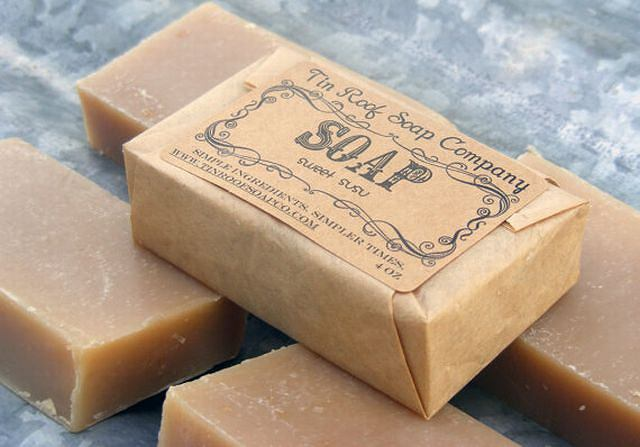 Tin Roof Soap Company
SOAP
sweet susu
SIMPLE INGREDIENTS. SIMPLER TIMES.
WWW.TINROOFSOAPCO.COM
4 OZ